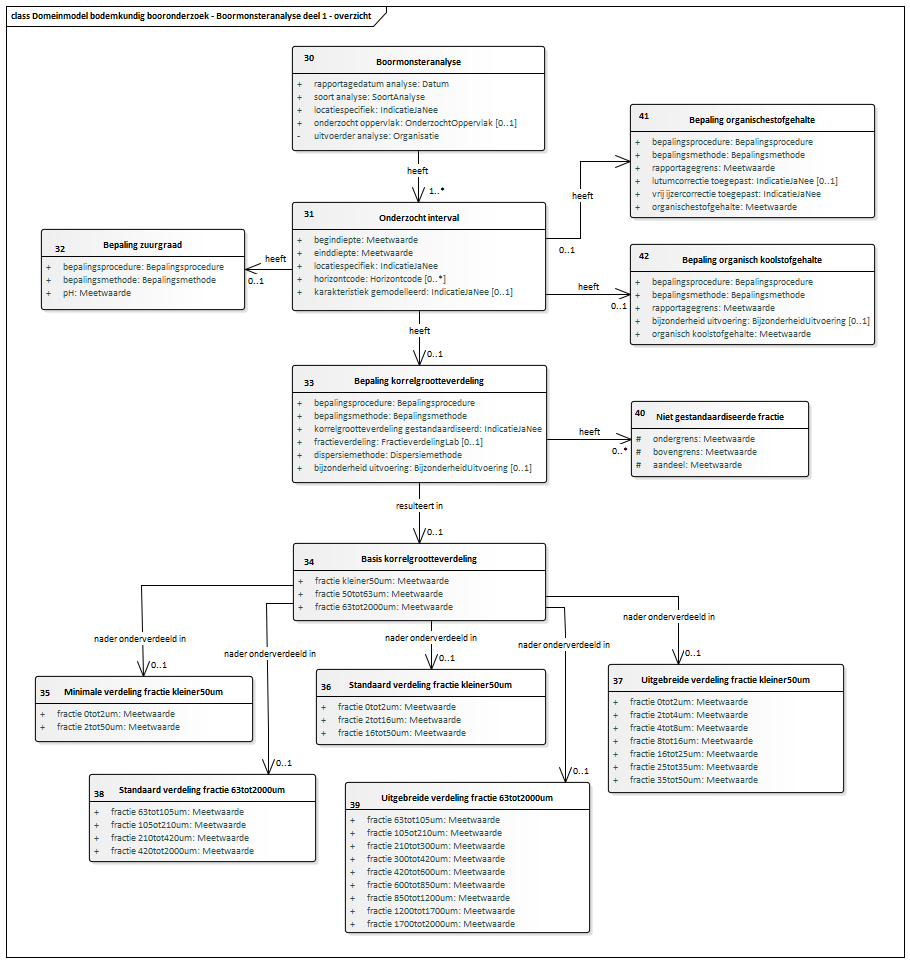 class Domeinmodel bodemkundig booronderzoek - Boormonsteranalyse deel 1 - overzicht
30
Boormonsteranalyse
+ rapportagedatum analyse: Datum
+ soort analyse: SoortAnalyse
+ locatiespecifiek: IndicatieJaNee
+ onderzocht oppervlak: OnderzochtOppervlak [0..1]
- uitvoerder analyse: Organisatie
heeft
1..*
31
Onderzocht interval
+ begindiepte: Meetwaarde
+ einddiepte: Meetwaarde
+ locatiespecifiek: IndicatieJaNee
+ horizontcode: Horizontcode [0..*]
+ karakteristiek gemodelleerd: IndicatieJaNee [0..1]
heeft
0..1
41
Bepaling organischestofgehalte
+ bepalingsprocedure: Bepalingsprocedure
+ bepalingsmethode: Bepalingsmethode
+ rapportagegrens: Meetwaarde
+ lutumcorrectie toegepast: IndicatieJaNee [0..1]
+ vrij ijzercorrectie toegepast: IndicatieJaNee
+ organischestofgehalte: Meetwaarde
heeft
0..1
32
Bepaling zuurgraad
+ bepalingsprocedure: Bepalingsprocedure
+ bepalingsmethode: Bepalingsmethode
+ pH: Meetwaarde
heeft
0..1
42
Bepaling organisch koolstofgehalte
+ bepalingsprocedure: Bepalingsprocedure
+ bepalingsmethode: Bepalingsmethode
+ rapportagegrens: Meetwaarde
+ bijzonderheid uitvoering: BijzonderheidUitvoering [0..1]
+ organisch koolstofgehalte: Meetwaarde
heeft
0..1
33
Bepaling korrelgrootteverdeling
+ bepalingsprocedure: Bepalingsprocedure
+ bepalingsmethode: Bepalingsmethode
+ korrelgrootteverdeling gestandaardiseerd: IndicatieJaNee
+ fractieverdeling: FractieverdelingLab [0..1]
+ dispersiemethode: Dispersiemethode
+ bijzonderheid uitvoering: BijzonderheidUitvoering [0..1]
heeft
0..*
40
Niet gestandaardiseerde fractie
# ondergrens: Meetwaarde
# bovengrens: Meetwaarde
# aandeel: Meetwaarde
resulteert in
0..1
34
Basis korrelgrootteverdeling
+ fractie kleiner50um: Meetwaarde
+ fractie 50tot63um: Meetwaarde
+ fractie 63tot2000um: Meetwaarde
nader onderverdeeld in
0..1
nader onderverdeeld in
0..1
nader onderverdeeld in
0..1
nader onderverdeeld in
0..1
nader onderverdeeld in
0..1
35
Minimale verdeling fractie kleiner50um
+ fractie 0tot2um: Meetwaarde
+ fractie 2tot50um: Meetwaarde
36
Standaard verdeling fractie kleiner50um
+ fractie 0tot2um: Meetwaarde
+ fractie 2tot16um: Meetwaarde
+ fractie 16tot50um: Meetwaarde
37
Uitgebreide verdeling fractie kleiner50um
+ fractie 0tot2um: Meetwaarde
+ fractie 2tot4um: Meetwaarde
+ fractie 4tot8um: Meetwaarde
+ fractie 8tot16um: Meetwaarde
+ fractie 16tot25um: Meetwaarde
+ fractie 25tot35um: Meetwaarde
+ fractie 35tot50um: Meetwaarde
38
Standaard verdeling fractie 63tot2000um
+ fractie 63tot105um: Meetwaarde
+ fractie 105ot210um: Meetwaarde
+ fractie 210tot420um: Meetwaarde
+ fractie 420tot2000um: Meetwaarde
39
Uitgebreide verdeling fractie 63tot2000um
+ fractie 63tot105um: Meetwaarde
+ fractie 105ot210um: Meetwaarde
+ fractie 210tot300um: Meetwaarde
+ fractie 300tot420um: Meetwaarde
+ fractie 420tot600um: Meetwaarde
+ fractie 600tot850um: Meetwaarde
+ fractie 850tot1200um: Meetwaarde
+ fractie 1200tot1700um: Meetwaarde
+ fractie 1700tot2000um: Meetwaarde